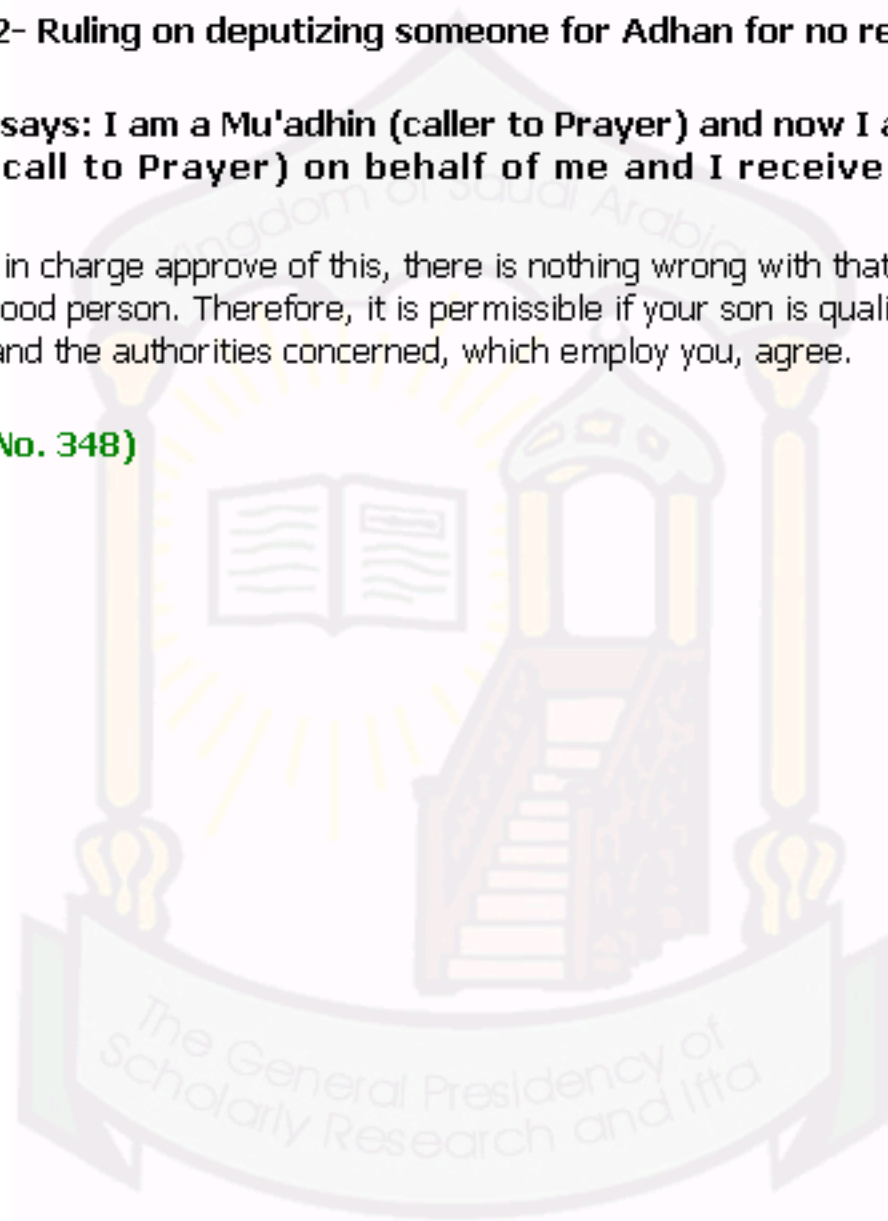 2- Ruling on deputizing someone for Adhan for no re
says: I am a Mu'adhin (caller to Prayer) and now I a
call to Prayer) on behalf of me and I receive
in charge approve of this, there is nothing wrong with that
ood person. Therefore, it is permissible if your son is quali
and the authorities concerned, which employ you, agree.
No. 348)
Kingdom of Saudi Arabia
The General Presidency of
Scholarly Research and Ifta